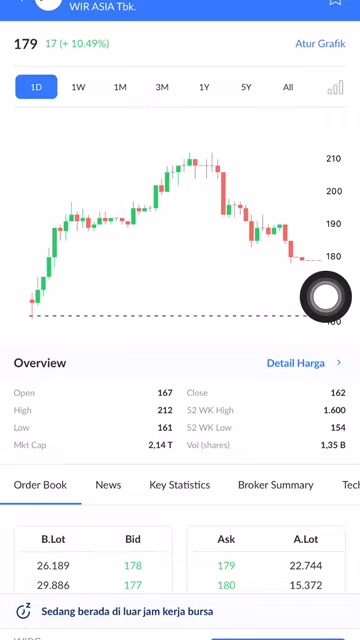 WIR ASIA Tbk.
179 17 (+ 10.49%) Atur Grafik
1D 1W 1M 3M 1Y 5Y All
210
200
190
180
Overview Detail Harga
Open 167 Close 162
High 212 52 WK High 1.600
Low 161 52 WK Low 154
Mkt Cap 2,14 T Vol (shares) 1,35 B
Order Book News Key Statistics Broker Summary Tech
B.Lot Bid Ask A.Lot
26.189 178 179 22.744
29.886 177 180 15.372
Sedang berada di luar jam kerja bursa